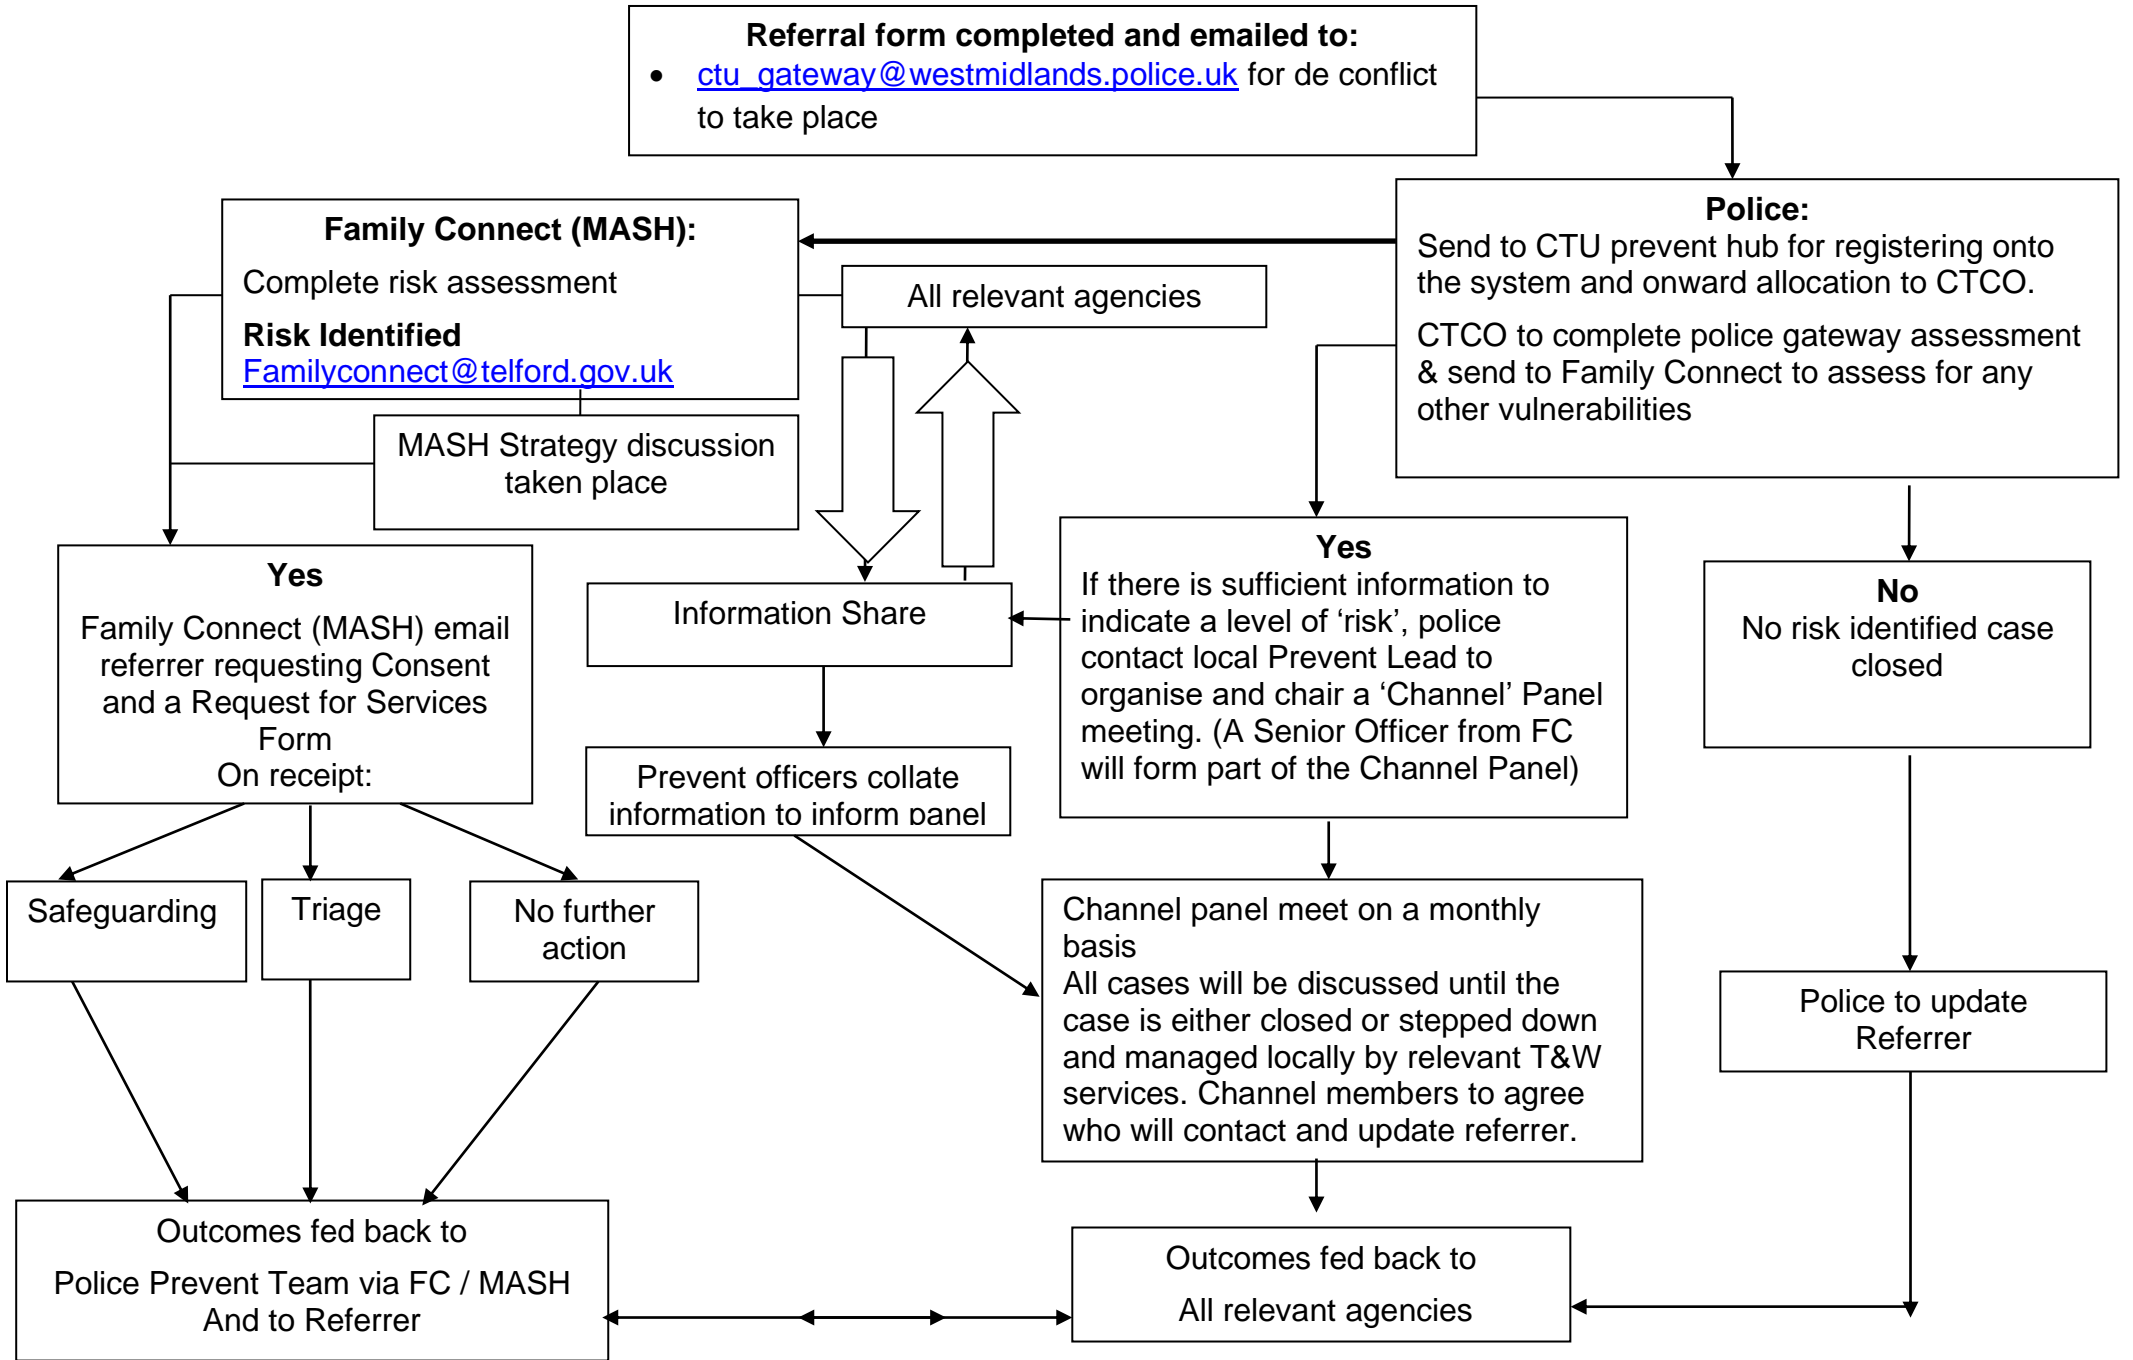 Referral form completed and emailed to:
• ctu_gateway@westmidlands.police.uk for de conflict
to take place
Police:
Send to CTU prevent hub for registering onto
the system and onward allocation to CTCO.
CTCO to complete police gateway assessment
& send to Family Connect to assess for any
other vulnerabilities
Family Connect (MASH):
Complete risk assessment
Risk Identified
Familyconnect@telford.gov.uk
All relevant agencies
MASH Strategy discussion
taken place
Yes
Family Connect (MASH) email
referrer requesting Consent
and a Request for Services
Form
On receipt:
Information Share
Prevent officers collate
information to inform panel
Yes
If there is sufficient information to
indicate a level of ‘risk’, police
contact local Prevent Lead to
organise and chair a ‘Channel’ Panel
meeting. (A Senior Officer from FC
will form part of the Channel Panel)
No
No risk identified case
closed
Safeguarding
Triage
No further
action
Channel panel meet on a monthly
basis
All cases will be discussed until the
case is either closed or stepped down
and managed locally by relevant T&W
services. Channel members to agree
who will contact and update referrer.
Police to update
Referrer
Outcomes fed back to
Police Prevent Team via FC / MASH
And to Referrer
Outcomes fed back to
All relevant agencies